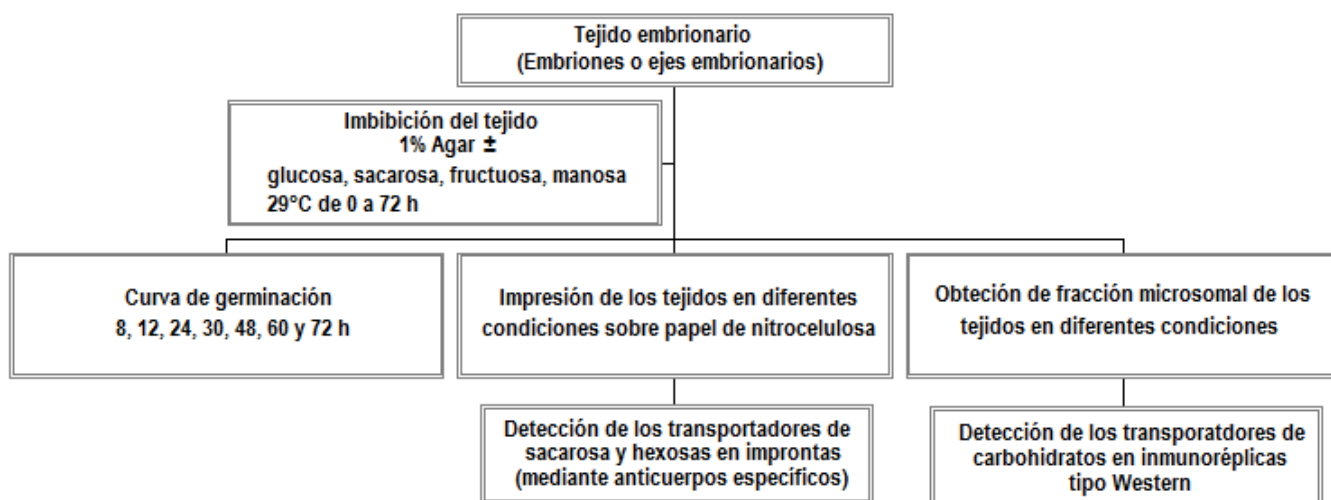 Tejido embrionario
(Embriones o ejes embrionarios)
Imbibición del tejido
1% Agar ±
glucosa, sacarosa, fructuosa, manosa
29°C de 0 a 72 h
Curva de germinación
8, 12, 24, 30, 48, 60 y 72 h
Impresión de los tejidos en diferentes
condiciones sobre papel de nitrocelulosa
Obteción de fracción microsomal de los
tejidos en diferentes condiciones
Detección de los transportadores de
sacarosa y hexosas en improntas
(mediante anticuerpos específicos)
Detección de los transporatdores de
carbohidratos en inmunoréplicas
tipo Western